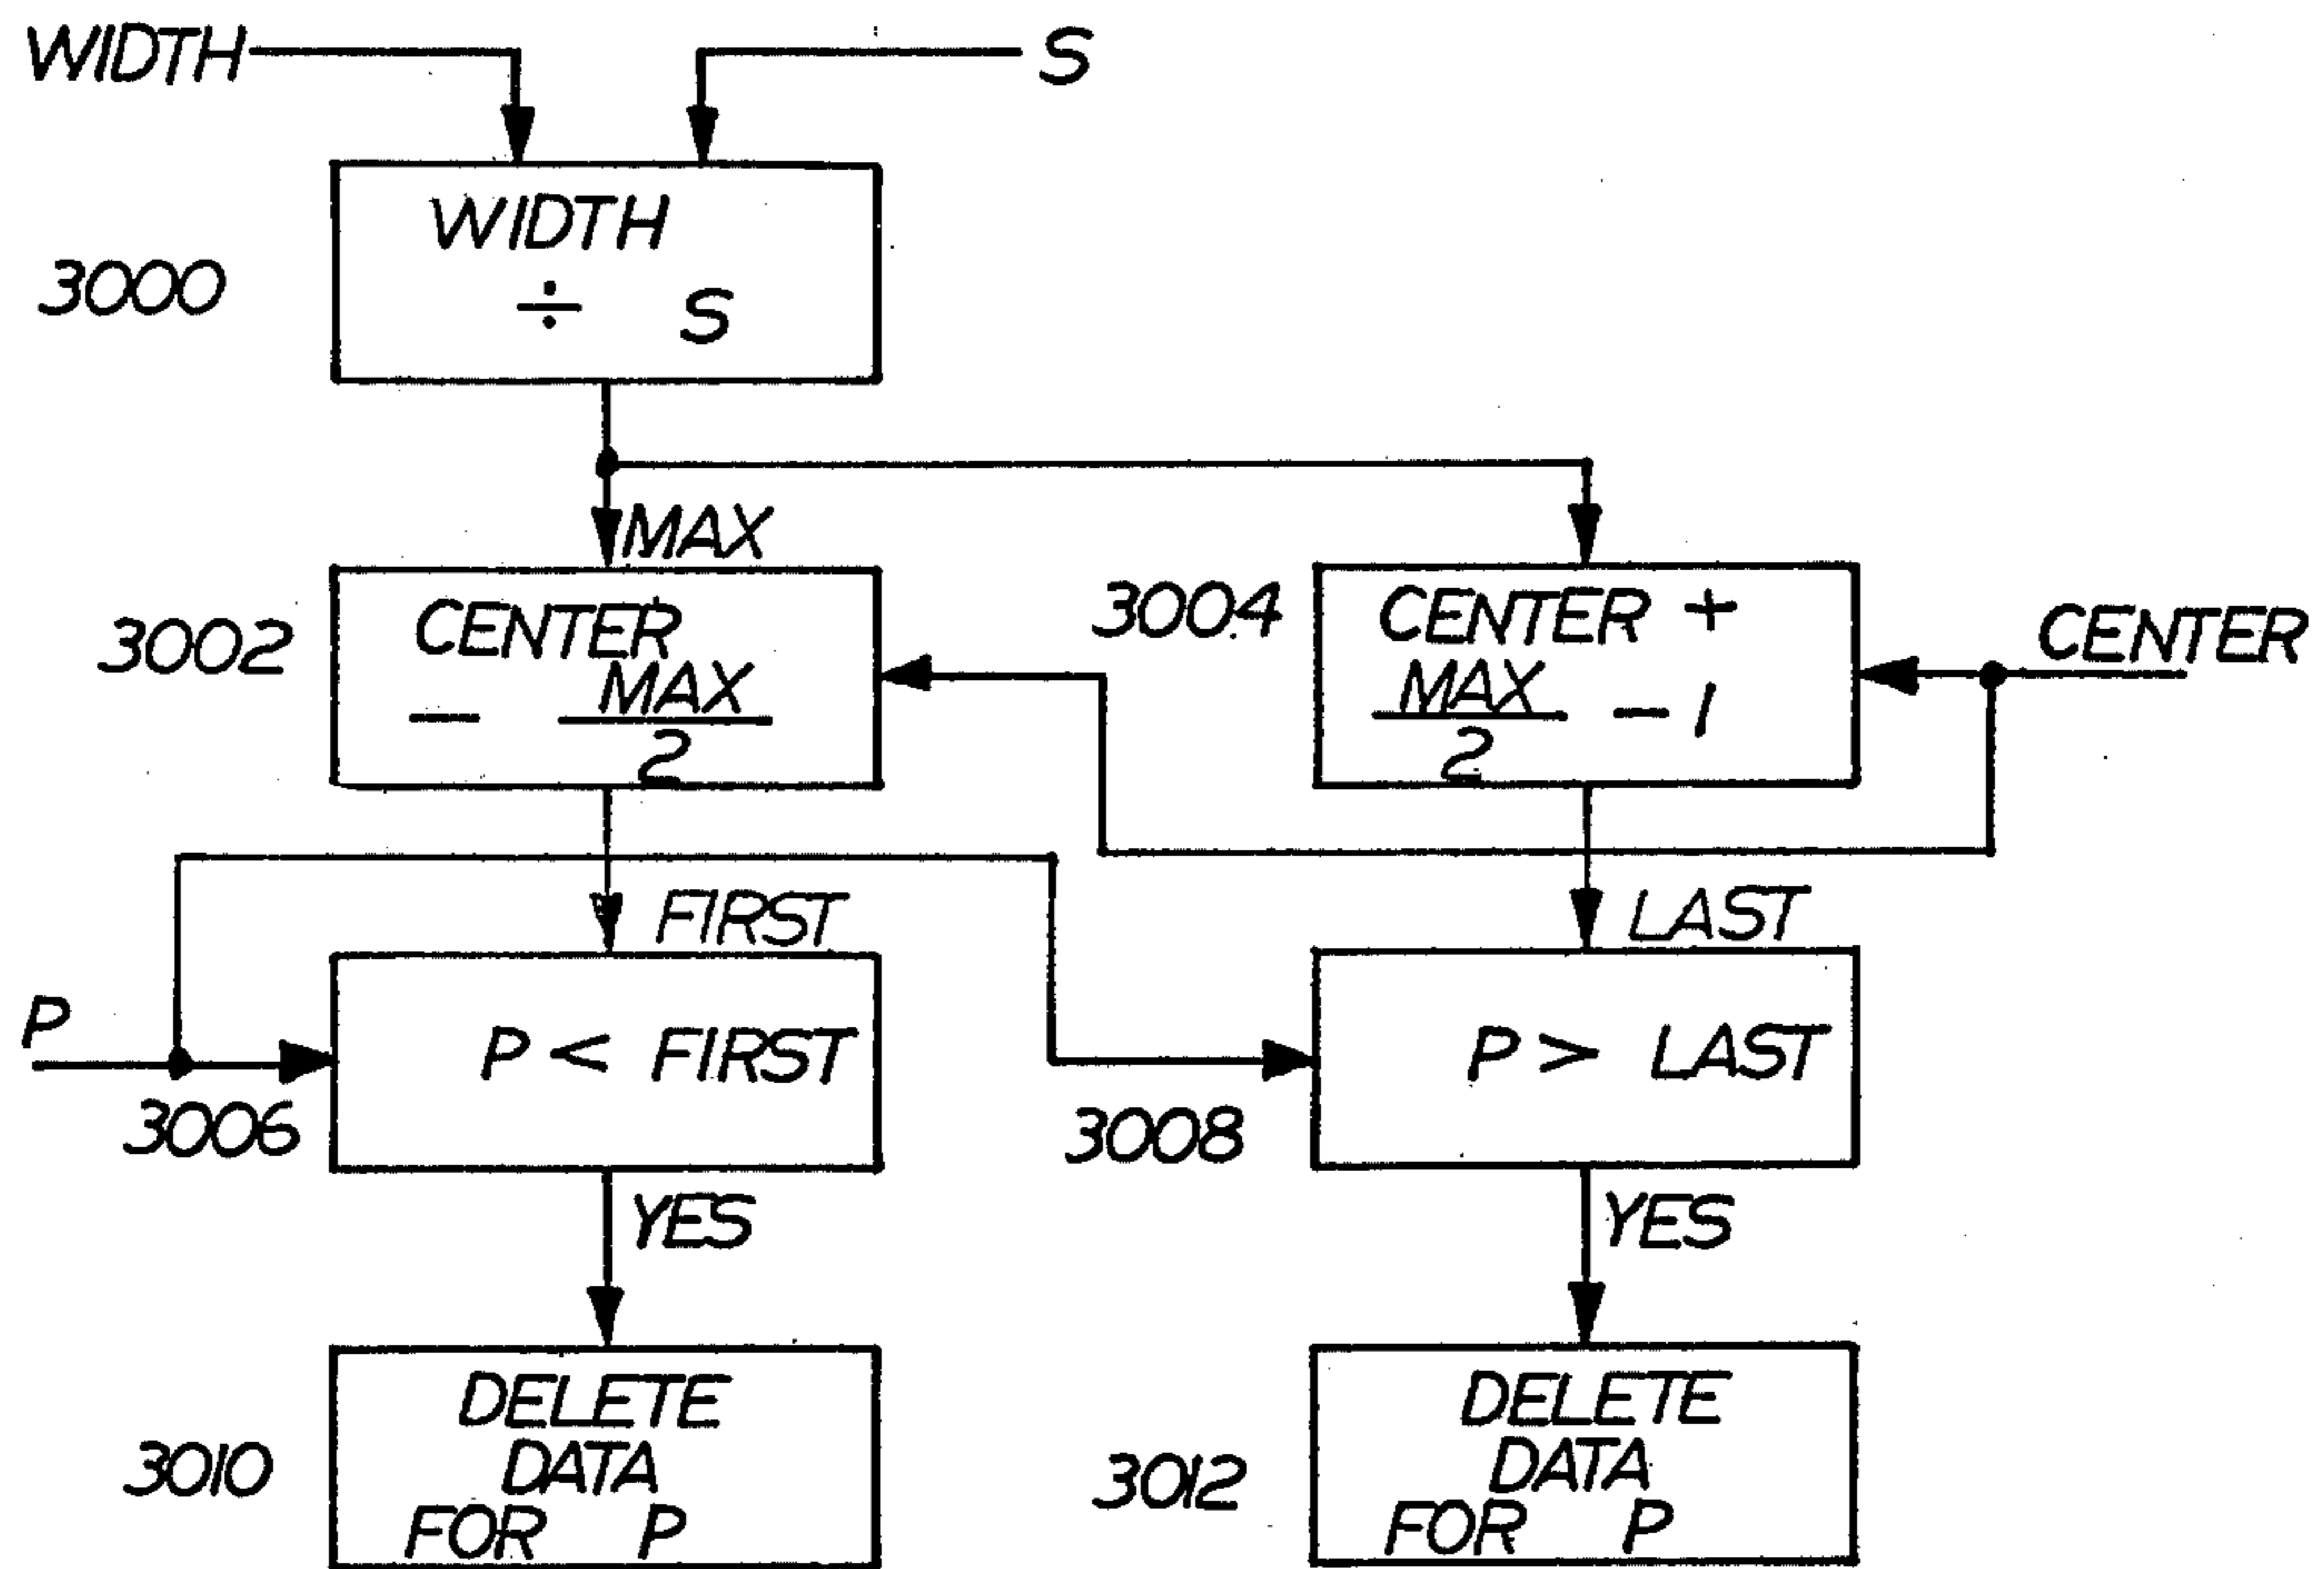 WIDTH
S
WIDTH
÷ S
3000
MAX
3002
CENTER
- MAX
2
3004
CENTER +
MAX - 1
2
CENTER
FIRST
LAST
P
P < FIRST
3006
P > LAST
3008
YES
YES
DELETE
DATA
FOR P
3010
DELETE
DATA
FOR P
3012